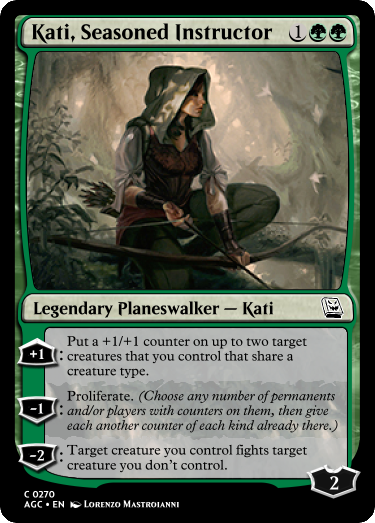 Kati, Seasoned Instructor 1
Legendary Planeswalker — Kati
+1 : Put a +1/+1 counter on up to two target
creatures that you control that share a
creature type.
-1 : Proliferate. (Choose any number of permanents
and/or players with counters on them, then give
each another counter of each kind already there.)
-2 : Target creature you control fights target
creature you don't control.
2
C 0270
AGC • EN Lorenzo Mastroianni